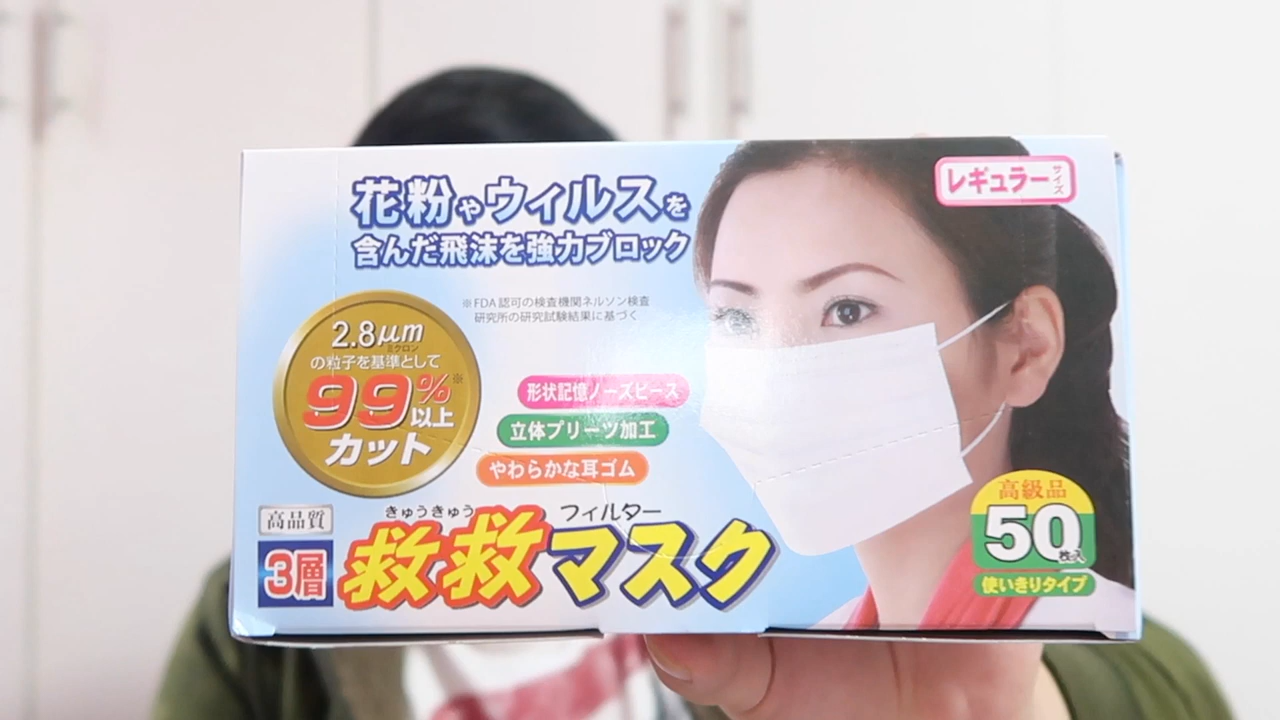 花粉やウィルスを
含んだ飛沫を強力ブロック
レギュラーサイズ
※FDA認可の検査機関ネルソン検査
研究所の研究試験結果に基づく
2.8μm
ミクロン
の粒子を基準として
99%※以上
カット
形状記憶ノーズピース
立体プリーツ加工
やわらかな耳ゴム
高品質
3層
きゅうきゅう フィルター
救救マスク
高級品
50枚入
使いきりタイプ